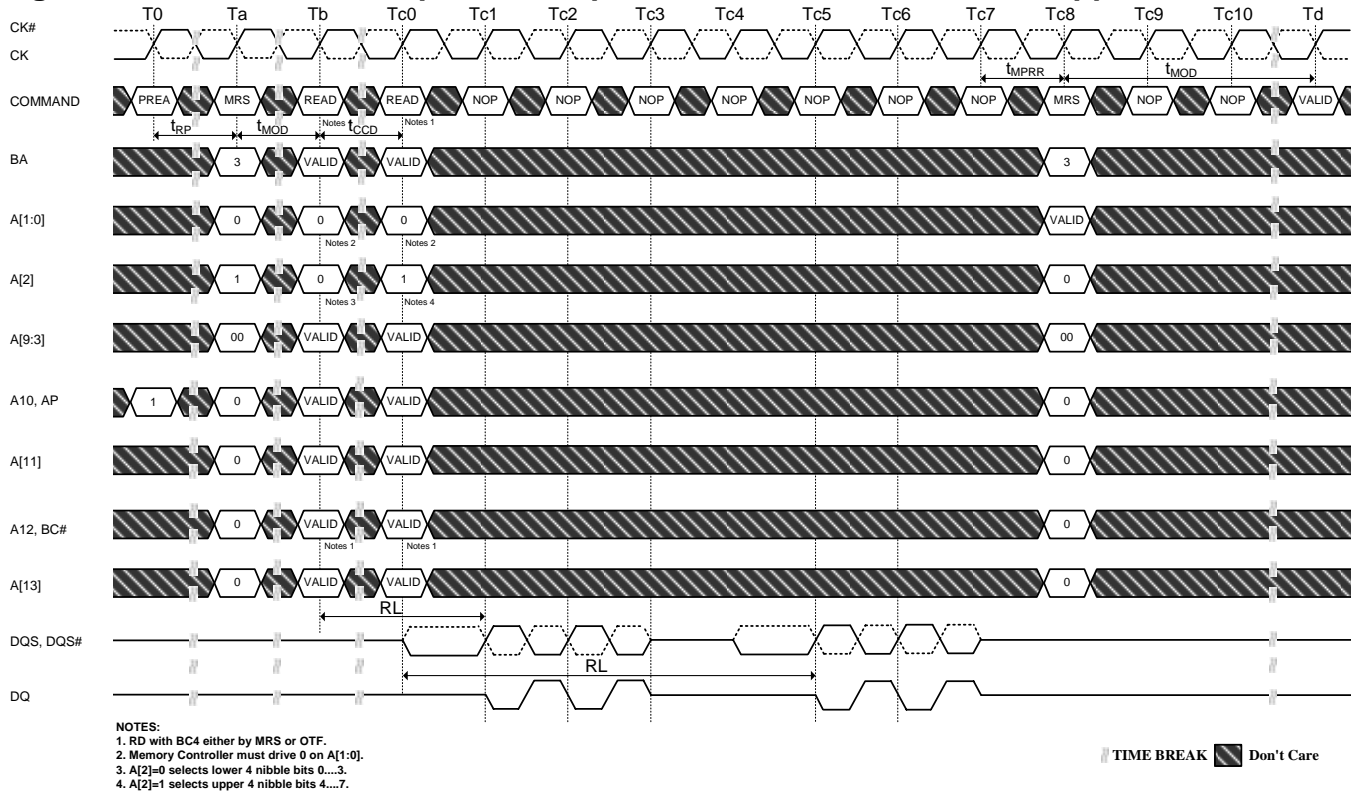 T0 Ta Tb Tc0 Tc1 Tc2 Tc3 Tc4 Tc5 Tc6 Tc7 Tc8 Tc9 Tc10 Td
CK#
CK
tMPRR tMOD
COMMAND PREA MRS READ READ NOP NOP NOP NOP NOP NOP NOP MRS NOP NOP VALID
Notes 1 Notes 1
tRP tMOD tCCD
BA 3 VALID VALID 3
A[1:0] 0 0 0 VALID
Notes 2 Notes 2
A[2] 1 0 1 0
Notes 3 Notes 4
A[9:3] 00 VALID VALID 00
A10, AP 1 0 VALID VALID 0
A[11] 0 VALID VALID 0
A12, BC# 0 VALID VALID 0
Notes 1 Notes 1
A[13] 0 VALID VALID 0
RL
DQS, DQS#
RL
DQ
NOTES:
1. RD with BC4 either by MRS or OTF.
2. Memory Controller must drive 0 on A[1:0].
3. A[2]=0 selects lower 4 nibble bits 0....3.
4. A[2]=1 selects upper 4 nibble bits 4....7.
TIME BREAK Don't Care